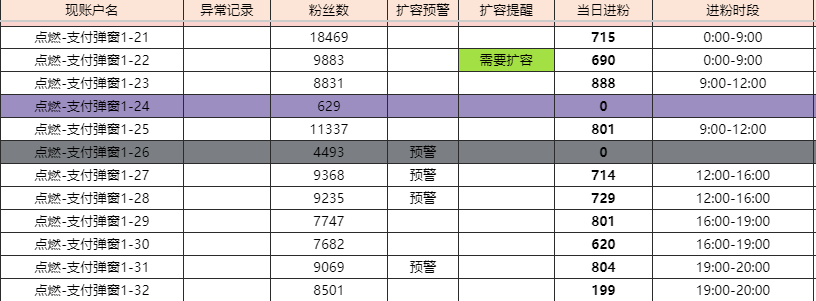 现账户名 异常记录 粉丝数 扩容预警 扩容提醒 当日进粉 进粉时段
点燃-支付弹窗1-21 18469 715 0:00-9:00
点燃-支付弹窗1-22 9883 需要扩容 690 0:00-9:00
点燃-支付弹窗1-23 8831 888 9:00-12:00
点燃-支付弹窗1-24 629 0
点燃-支付弹窗1-25 11337 801 9:00-12:00
点燃-支付弹窗1-26 4493 预警 0
点燃-支付弹窗1-27 9368 预警 714 12:00-16:00
点燃-支付弹窗1-28 9235 预警 729 12:00-16:00
点燃-支付弹窗1-29 7747 801 16:00-19:00
点燃-支付弹窗1-30 7682 620 16:00-19:00
点燃-支付弹窗1-31 9069 预警 804 19:00-20:00
点燃-支付弹窗1-32 8501 199 19:00-20:00